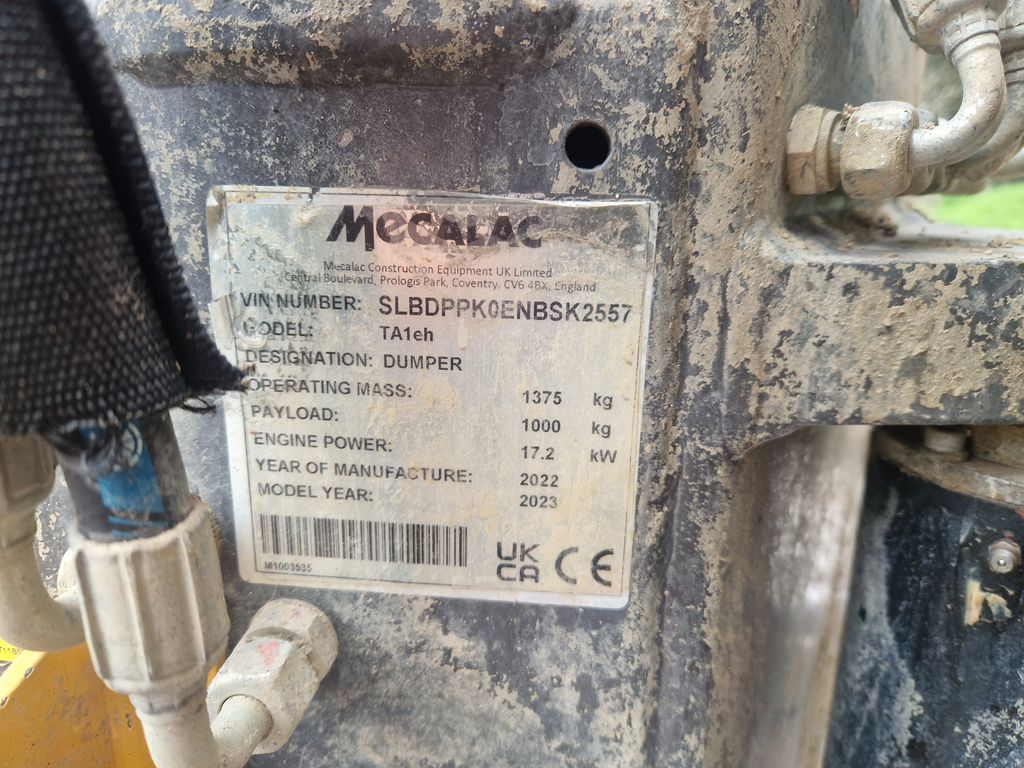 MECALAC
Mecalac Construction Equipment UK Limited
Central Boulevard, Prologis Park, Coventry, CV6 4BX, England
VIN NUMBER: SLBDPPK0ENBSK2557
MODEL: TA1eh
DESIGNATION: DUMPER
OPERATING MASS: 1375 kg
PAYLOAD: 1000 kg
ENGINE POWER: 17.2 kW
YEAR OF MANUFACTURE: 2022
MODEL YEAR: 2023
M1003535
UK
CA CE